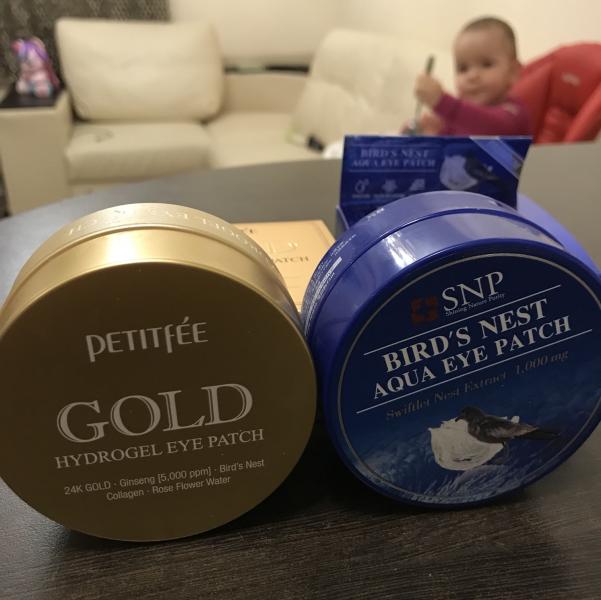 PETITFÉE
GOLD
HYDROGEL EYE PATCH
24K GOLD · Ginseng [5,000 ppm] · Bird's Nest
Collagen · Rose Flower Water
BIRD'S NEST
AQUA EYE PATCH
SNP
Shining Nature Purity
BIRD'S NEST
AQUA EYE PATCH
Swiftlet Nest Extract 1,000 mg